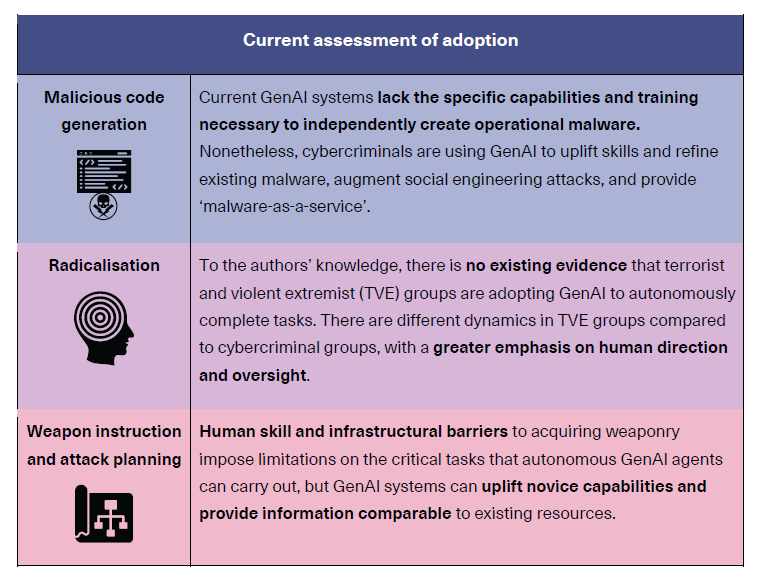 Current assessment of adoption
Malicious code
generation
Current GenAI systems lack the specific capabilities and training
necessary to independently create operational malware.
Nonetheless, cybercriminals are using GenAI to uplift skills and refine
existing malware, augment social engineering attacks, and provide
‘malware-as-a-service’.
Radicalisation
To the authors’ knowledge, there is no existing evidence that terrorist
and violent extremist (TVE) groups are adopting GenAI to autonomously
complete tasks. There are different dynamics in TVE groups compared
to cybercriminal groups, with a greater emphasis on human direction
and oversight.
Weapon instruction
and attack planning
Human skill and infrastructural barriers to acquiring weaponry
impose limitations on the critical tasks that autonomous GenAI agents
can carry out, but GenAI systems can uplift novice capabilities and
provide information comparable to existing resources.